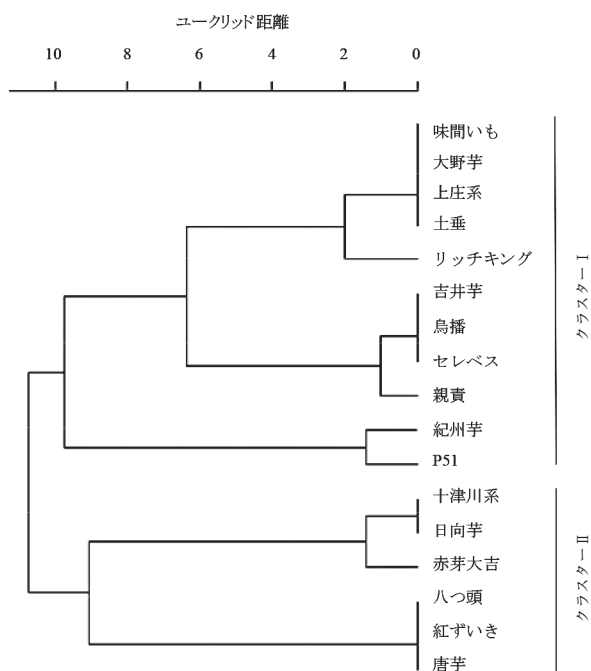 ユークリッド距離
10 8 6 4 2 0
味間いも
大野芋
上庄系
土垂
リッチキング
吉井芋
烏播
セレベス
親責
紀州芋
P51
クラスターⅠ
十津川系
日向芋
赤芽大吉
八つ頭
紅ずいき
唐芋
クラスターⅡ